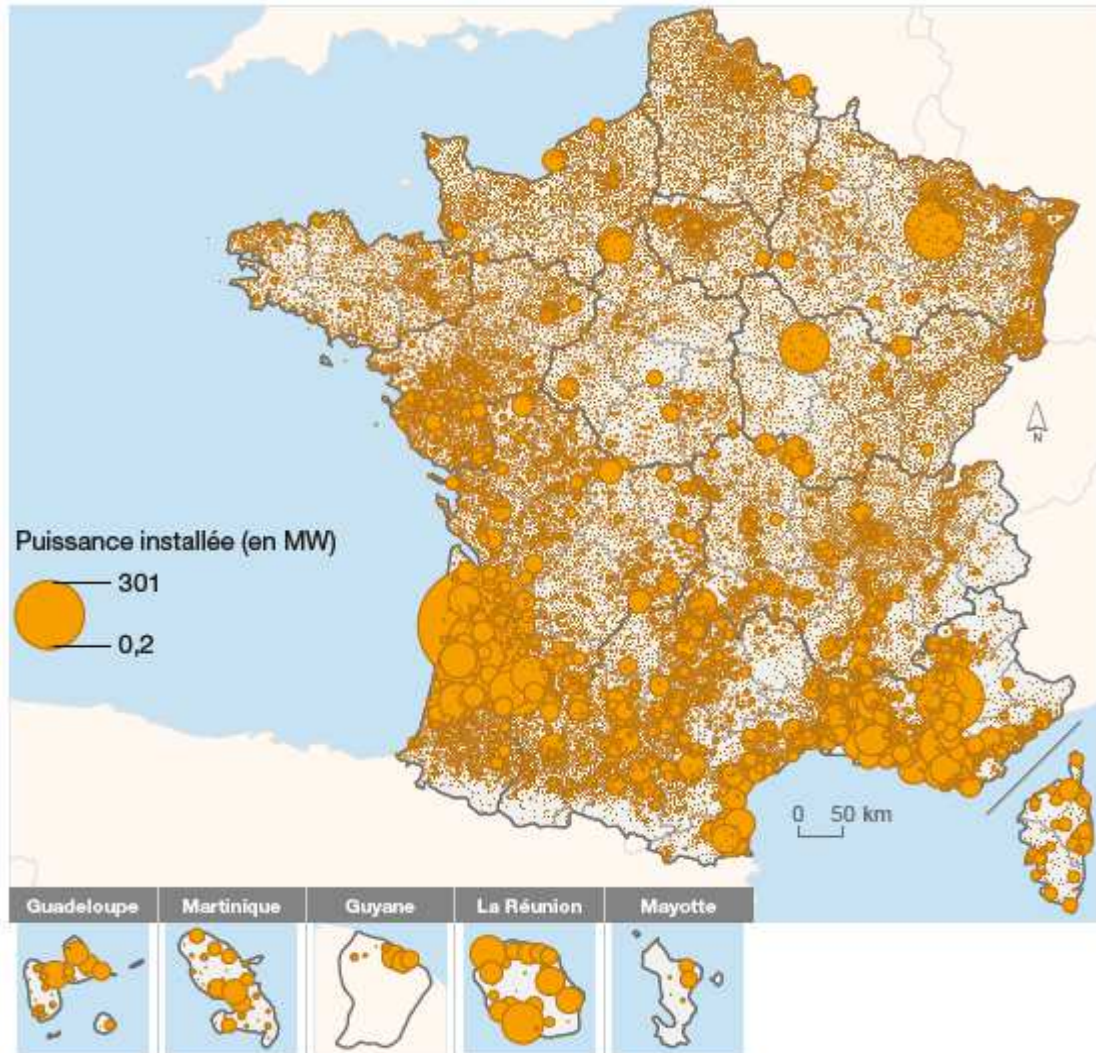 Puissance installée (en MW)
301
0,2
N
0 50 km
Guadeloupe
Martinique
Guyane
La Réunion
Mayotte